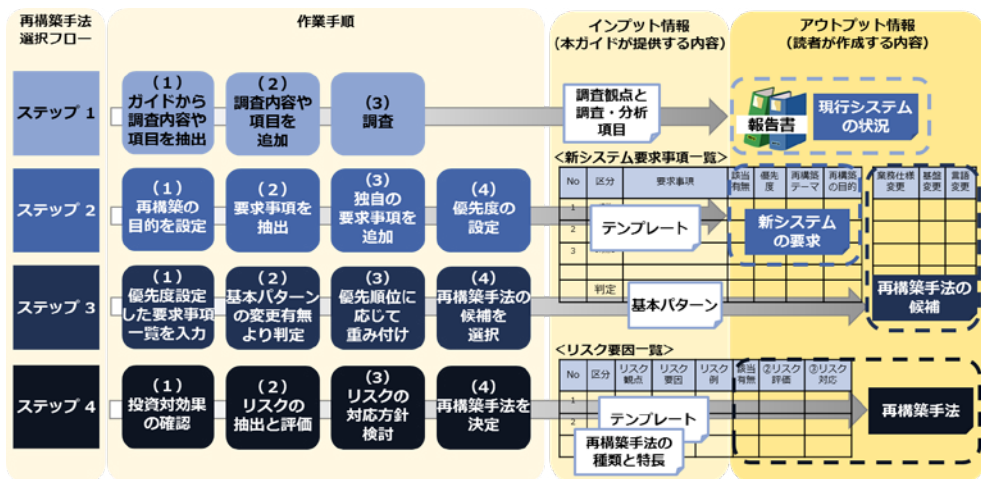 再構築手法
選択フロー
作業手順
インプット情報
(本ガイドが提供する内容)
アウトプット情報
(読者が作成する内容)
ステップ 1
(1)
ガイドから
調査内容や
項目を抽出
(2)
調査内容や
項目を
追加
(3)
調査
調査観点と
調査・分析
項目
報告書
現行システム
の状況
ステップ 2
(1)
再構築の
目的を設定
(2)
要求事項を
抽出
(3)
独自の
要求事項を
追加
(4)
優先度の
設定
<新システム要求事項一覧>
No
区分
要求事項
該当
有無
優先
度
再構築
テーマ
再構築
の目的
業務仕様
変更
基盤
変更
言語
変更
1
2
3
判定
テンプレート
新システム
の要求
ステップ 3
(1)
優先度設定
した要求事項
一覧を入力
(2)
基本パターン
の変更有無
より判定
(3)
優先順位に
応じて
重み付け
(4)
再構築手法の
候補を
選択
基本パターン
再構築手法の
候補
ステップ 4
(1)
投資対効果
の確認
(2)
リスクの
抽出と評価
(3)
リスクの
対応方針
検討
(4)
再構築手法を
決定
<リスク要因一覧>
No
区分
リスク
観点
リスク
要因
リスク
例
該当
有無
②リスク
評価
③リスク
対応
1
2
テンプレート
再構築手法の
種類と特長
再構築手法